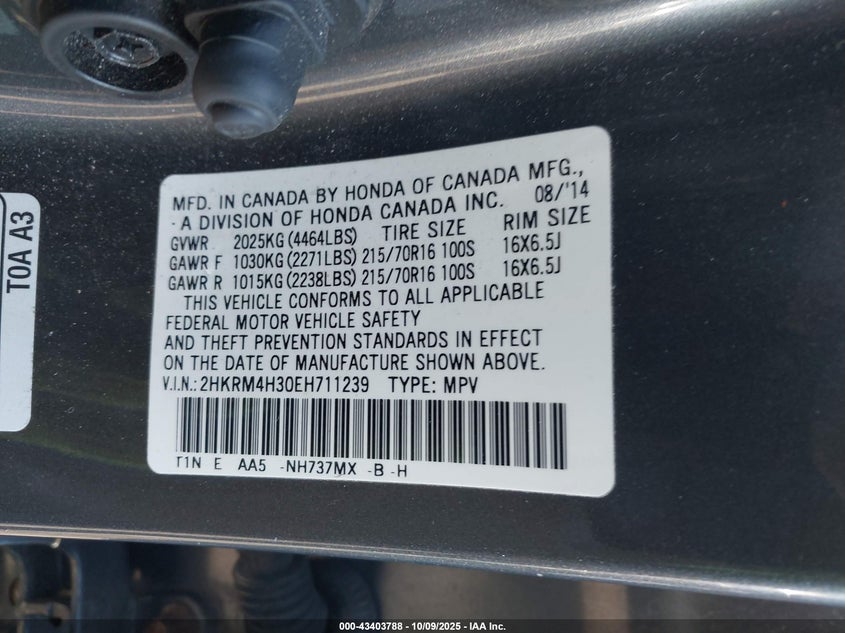 MFD. IN CANADA BY HONDA OF CANADA MFG.,
A DIVISION OF HONDA CANADA INC. 08/'14
GVWR 2025KG (4464LBS) TIRE SIZE RIM SIZE
GAWR F 1030KG (2271LBS) 215/70R16 100S 16X6.5J
GAWR R 1015KG (2238LBS) 215/70R16 100S 16X6.5J
THIS VEHICLE CONFORMS TO ALL APPLICABLE
FEDERAL MOTOR VEHICLE SAFETY
AND THEFT PREVENTION STANDARDS IN EFFECT
ON THE DATE OF MANUFACTURE SHOWN ABOVE.
V.I.N.: 2HKRM4H30EH711239 TYPE: MPV
T1N E AA5 -NH737MX -B -H
T0A A3
000-43403788 - 10/09/2025 - IAA Inc.